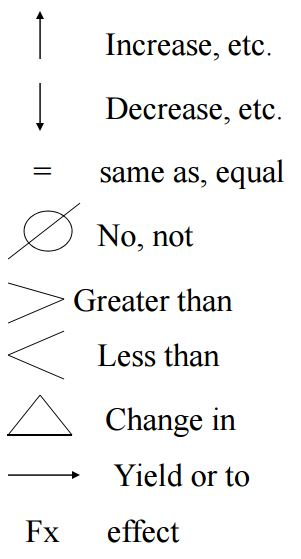 ↑ Increase, etc.
↓ Decrease, etc.
= same as, equal
∅ No, not
> Greater than
< Less than
△ Change in
→ Yield or to
Fx effect